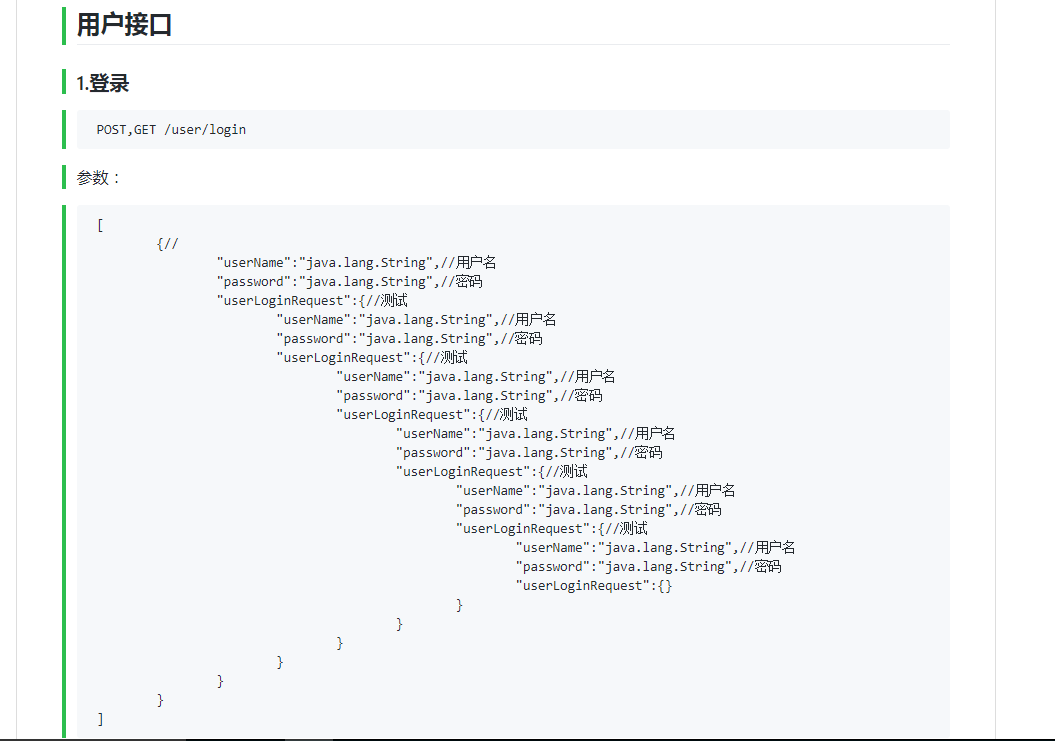 用户接口
1.登录
POST,GET /user/login
参数：
[
{//
"userName":"java.lang.String",//用户名
"password":"java.lang.String",//密码
"userLoginRequest":{//测试
"userName":"java.lang.String",//用户名
"password":"java.lang.String",//密码
"userLoginRequest":{//测试
"userName":"java.lang.String",//用户名
"password":"java.lang.String",//密码
"userLoginRequest":{//测试
"userName":"java.lang.String",//用户名
"password":"java.lang.String",//密码
"userLoginRequest":{//测试
"userName":"java.lang.String",//用户名
"password":"java.lang.String",//密码
"userLoginRequest":{//测试
"userName":"java.lang.String",//用户名
"password":"java.lang.String",//密码
"userLoginRequest":{}
}
}
}
}
}
}
]